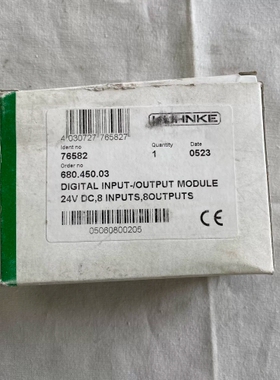 KUHNKE
4 030727 765827
Ident no
Quantity
Date
76582
1
0523
Order no
680.450.03
DIGITAL INPUT-/OUTPUT MODULE
24V DC,8 INPUTS,8OUTPUTS
CE
05060800205